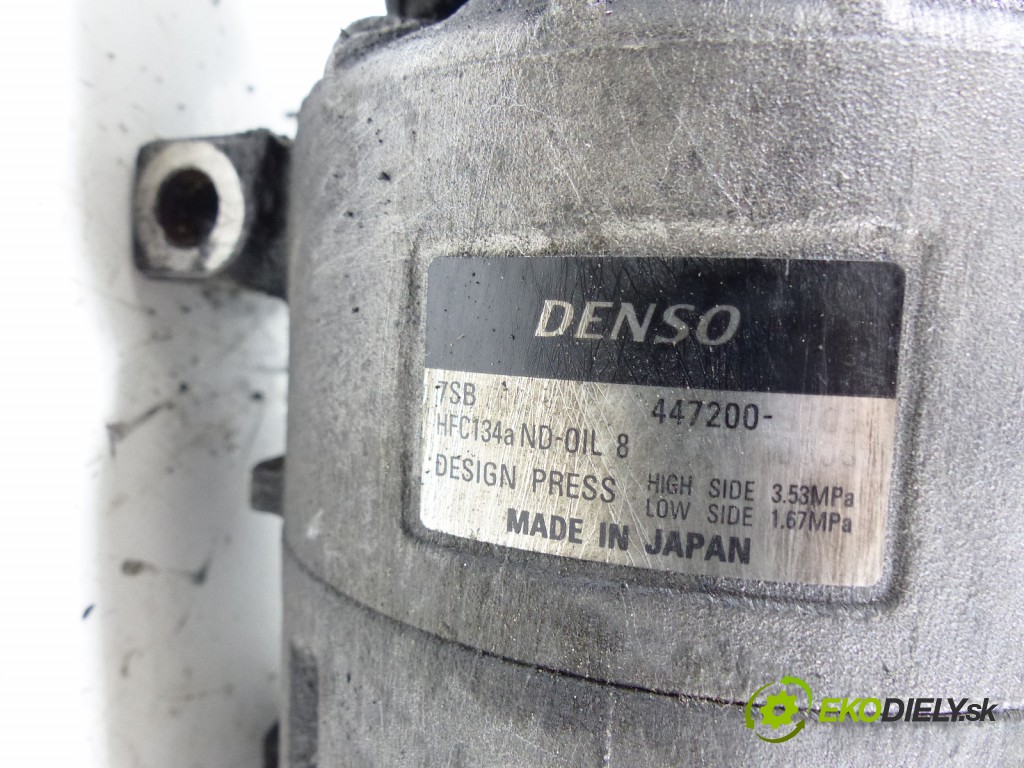 DENSO
7SB 447200-
HFC134a ND-OIL 8
DESIGN PRESS HIGH SIDE 3.53MPa
LOW SIDE 1.67MPa
MADE IN JAPAN
EKODIELY.sk